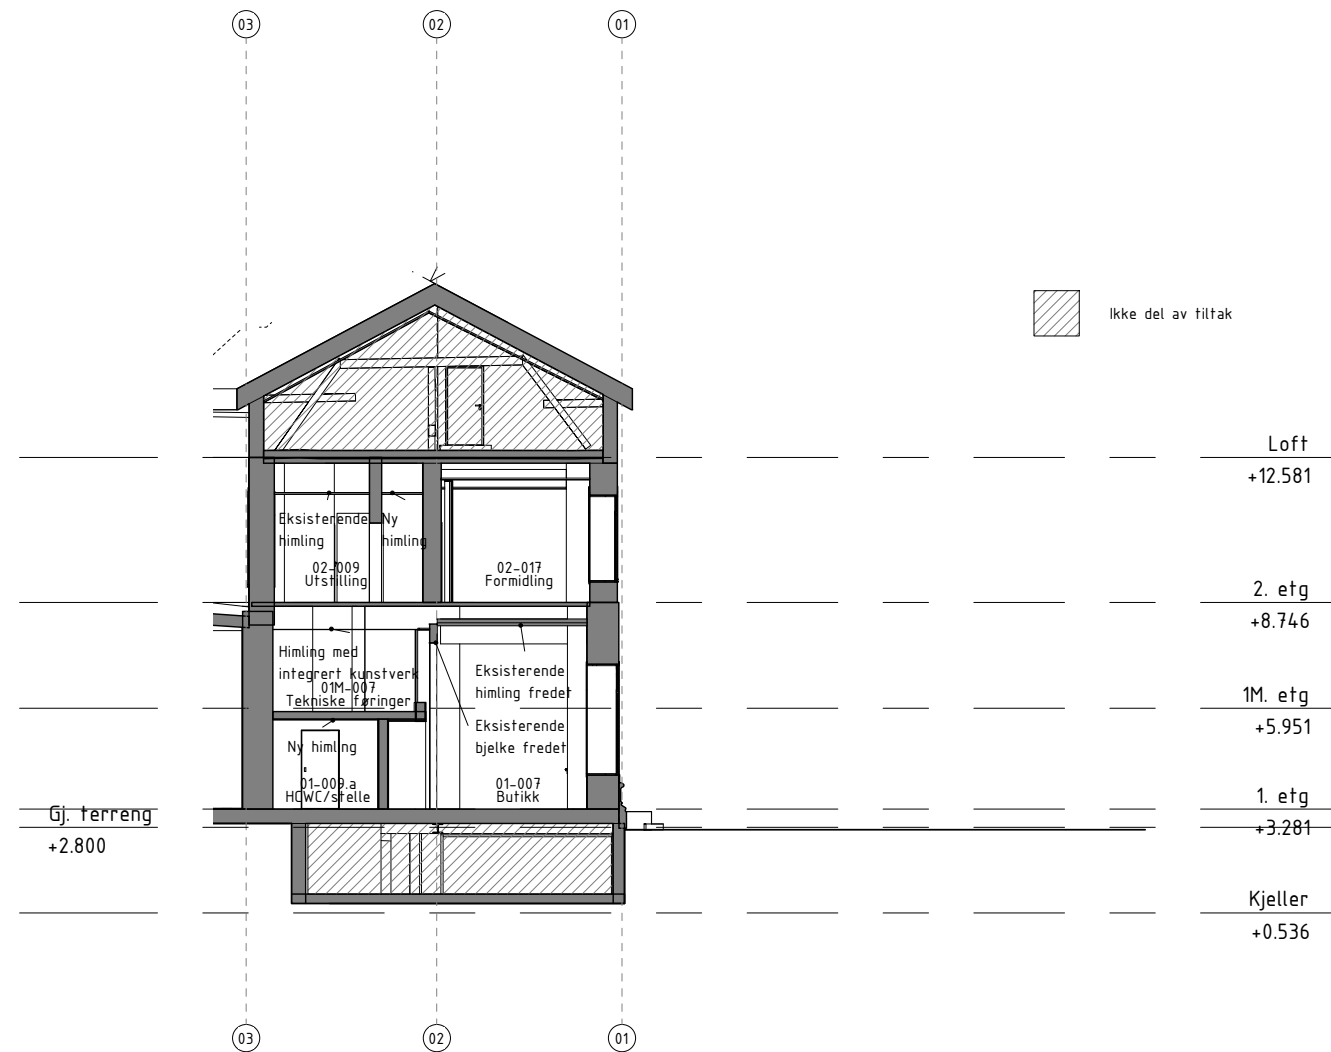 03
02
01
Ikke del av tiltak
Loft
+12.581
Eksisterende
himling
Ny
himling
02-009
Utstilling
02-017
Formidling
2. etg
+8.746
Himling med
integrert kunstverk
01M-007
Tekniske føringer
Eksisterende
himling fredet
Eksisterende
bjelke fredet
1M. etg
+5.951
Ny himling
01-009.a
HCWC/stelle
01-007
Butikk
1. etg
+3.281
Gj. terreng
+2.800
Kjeller
+0.536
03
02
01